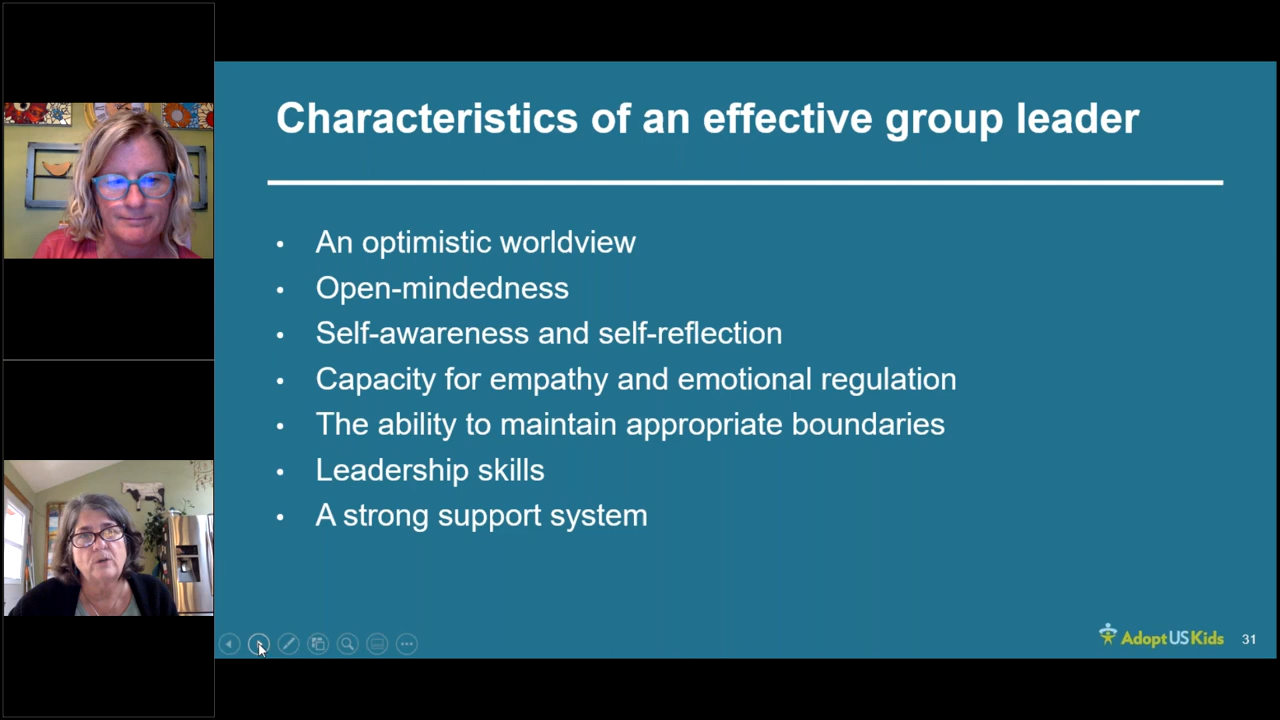 Characteristics of an effective group leader
• An optimistic worldview
• Open-mindedness
• Self-awareness and self-reflection
• Capacity for empathy and emotional regulation
• The ability to maintain appropriate boundaries
• Leadership skills
• A strong support system
AdoptUSKids 31